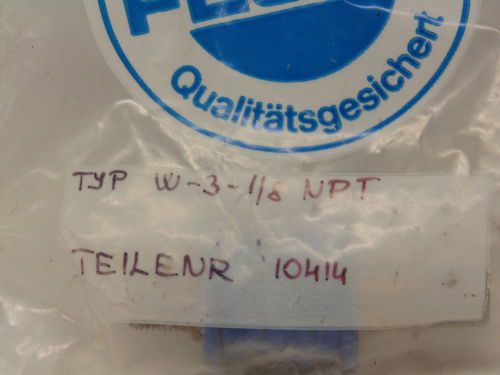 Qualitätsgesichert
TYP W-3-1/8 NPT
TEILENR 10414